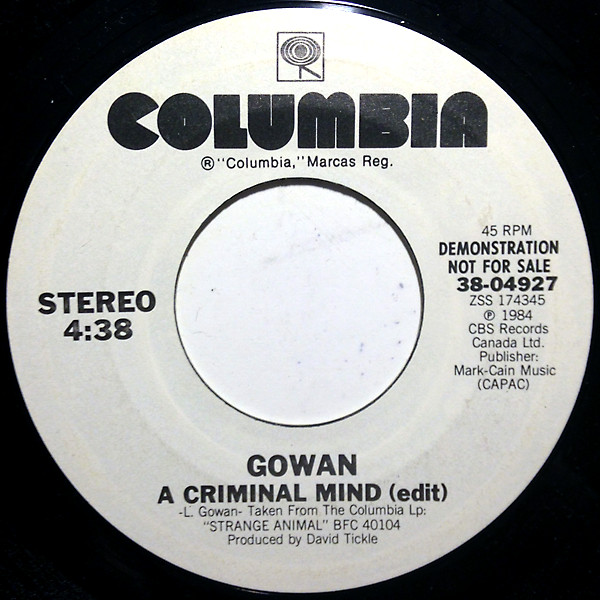 COLUMBIA
® "Columbia," Marcas Reg.
STEREO
4:38
45 RPM
DEMONSTRATION
NOT FOR SALE
38-04927
ZSS 174345
℗ 1984
CBS Records
Canada Ltd.
Publisher:
Mark-Cain Music
(CAPAC)
GOWAN
A CRIMINAL MIND (edit)
-L. Gowan- Taken From The Columbia Lp:
"STRANGE ANIMAL" BFC 40104
Produced by David Tickle